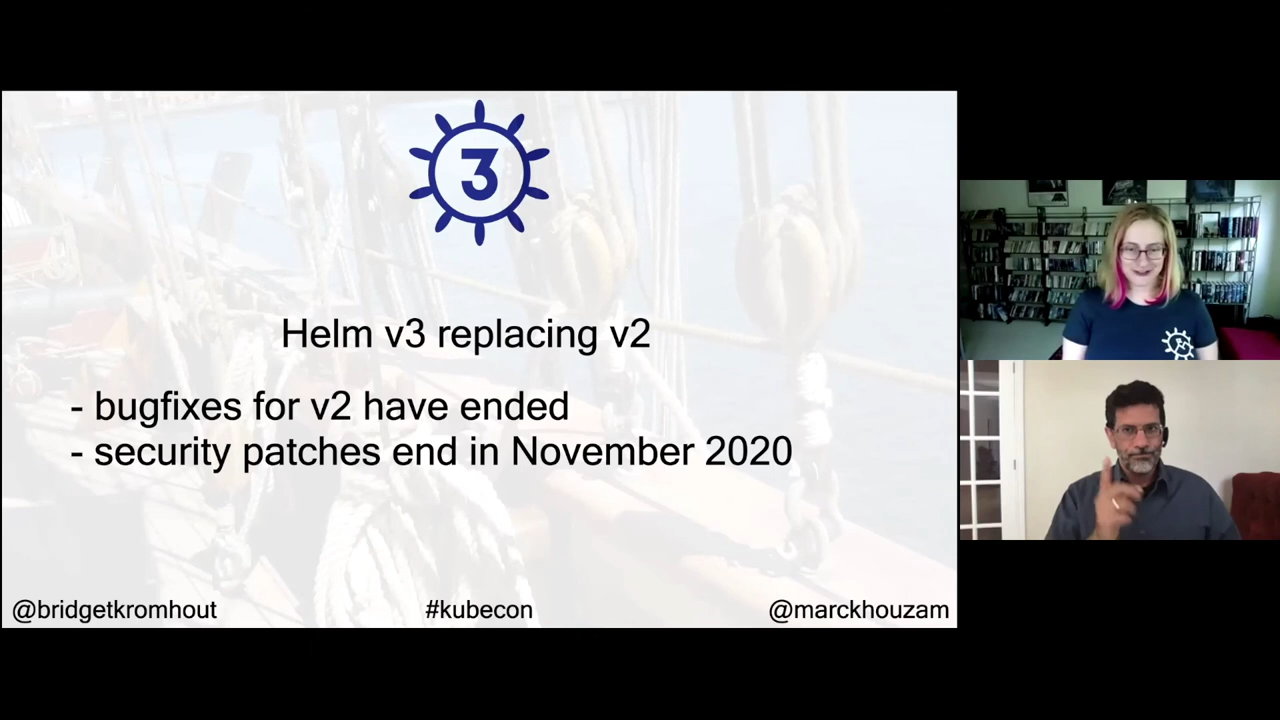 3
Helm v3 replacing v2
- bugfixes for v2 have ended
- security patches end in November 2020
@bridgetkromhout
#kubecon
@marckhouzam